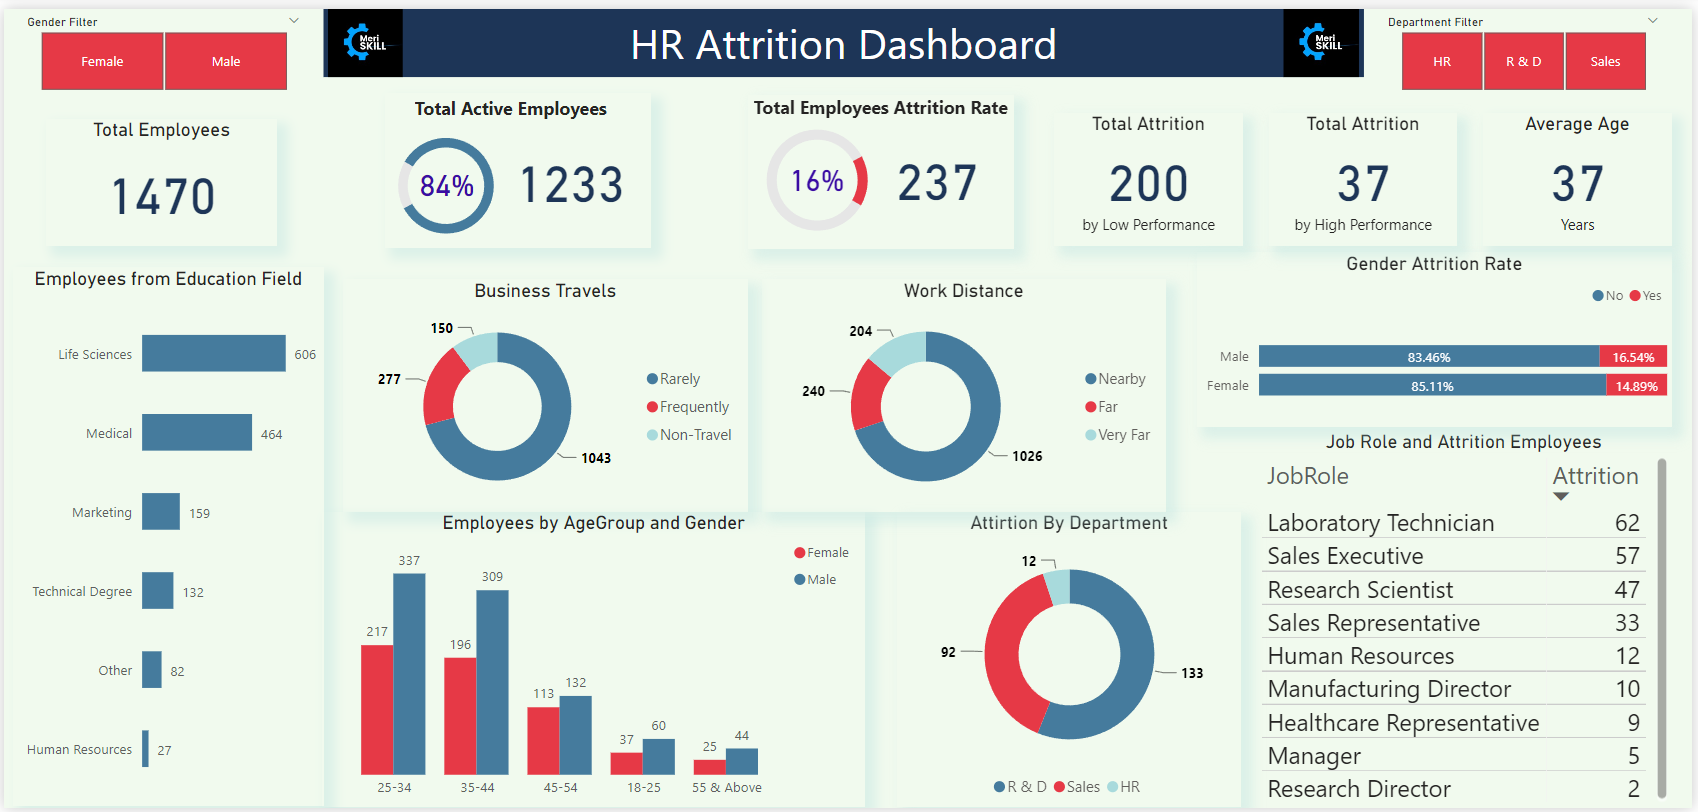 Gender Filter
Female
Male
Meri
SKILL
HR Attrition Dashboard
Meri
SKILL
Department Filter
HR
R & D
Sales
Total Employees
1470
Total Active Employees
84%
1233
Total Employees Attrition Rate
16%
237
Total Attrition
200
by Low Performance
Total Attrition
37
by High Performance
Average Age
37
Years
Employees from Education Field
Life Sciences 606
Medical 464
Marketing 159
Technical Degree 132
Other 82
Human Resources 27
Business Travels
150
277
1043
Rarely
Frequently
Non-Travel
Work Distance
204
240
1026
Nearby
Far
Very Far
Gender Attrition Rate
No Yes
Male 83.46% 16.54%
Female 85.11% 14.89%
Employees by AgeGroup and Gender
Female
Male
217 337
196 309
113 132
37 60
25 44
25-34 35-44 45-54 18-25 55 & Above
Attirtion By Department
12
92
133
R & D Sales HR
Job Role and Attrition Employees
JobRole Attrition
Laboratory Technician 62
Sales Executive 57
Research Scientist 47
Sales Representative 33
Human Resources 12
Manufacturing Director 10
Healthcare Representative 9
Manager 5
Research Director 2